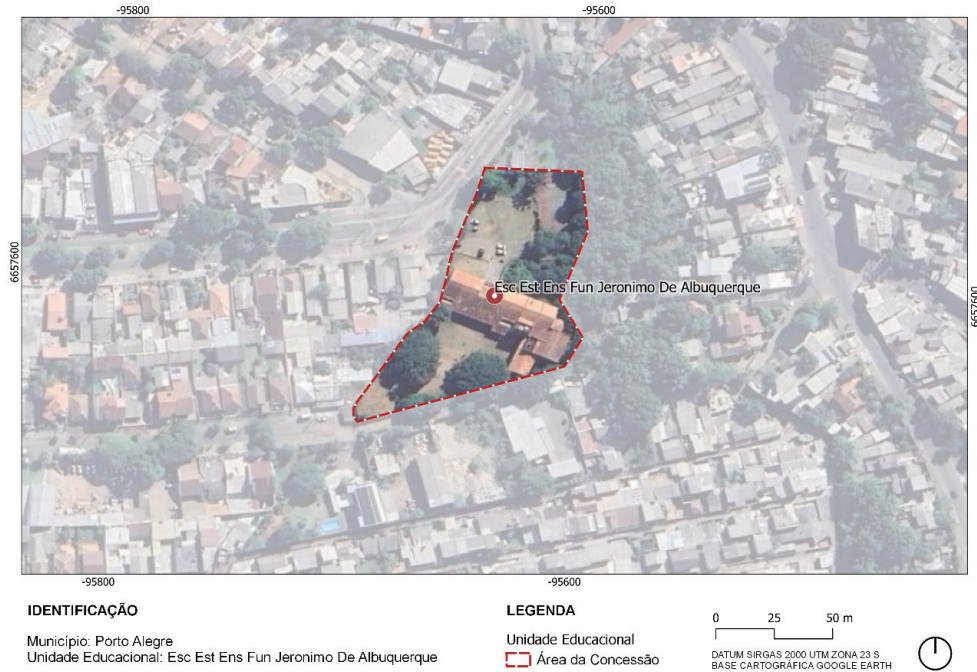 -95800 -95600
6657600
6657600
Esc Est Ens Fun Jeronimo De Albuquerque
-95800 -95600
IDENTIFICAÇÃO
Município: Porto Alegre
Unidade Educacional: Esc Est Ens Fun Jeronimo De Albuquerque
LEGENDA
Unidade Educacional
Área da Concessão
0 25 50 m
DATUM SIRGAS 2000 UTM ZONA 23 S
BASE CARTOGRÁFICA GOOGLE EARTH